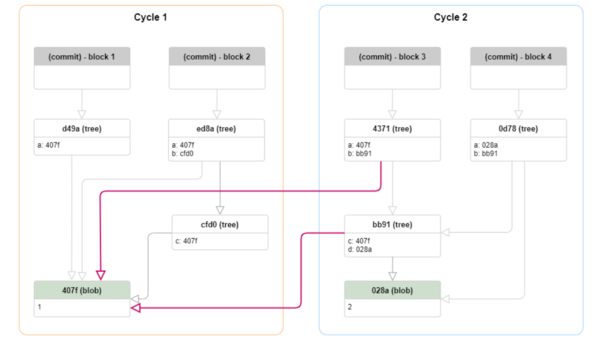 Cycle 1
Cycle 2
(commit) - block 1
(commit) - block 2
(commit) - block 3
(commit) - block 4
d49a (tree)
a: 407f
ed8a (tree)
a: 407f
b: cfd0
4371 (tree)
a: 407f
b: bb91
0d78 (tree)
a: 028a
b: bb91
cfd0 (tree)
c: 407f
bb91 (tree)
c: 407f
d: 028a
407f (blob)
1
028a (blob)
2